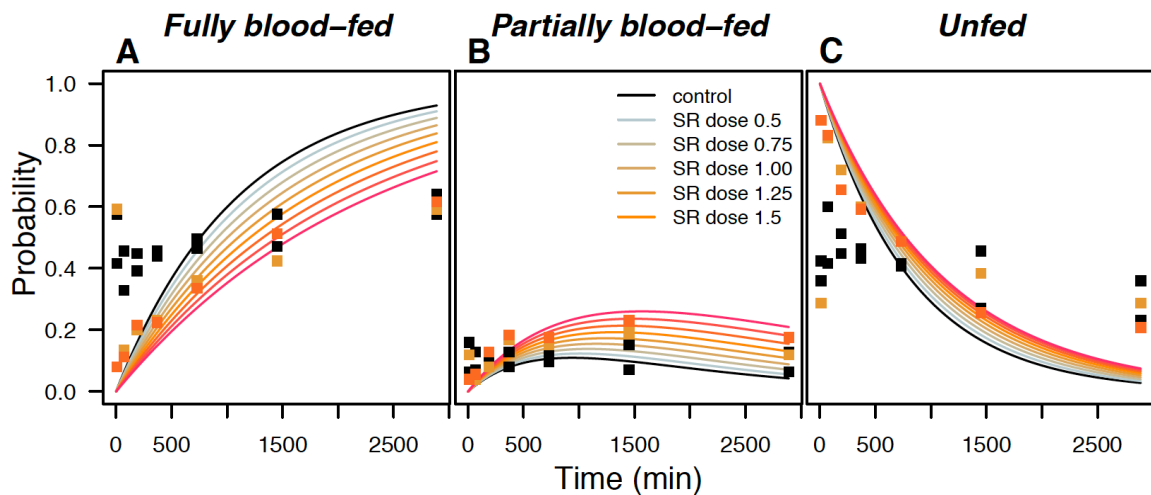 Fully blood–fed
Partially blood–fed
Unfed
A
B
C
Probability
1.0
0.8
0.6
0.4
0.2
0.0
control
SR dose 0.5
SR dose 0.75
SR dose 1.00
SR dose 1.25
SR dose 1.5
0 500 1500 2500
0 500 1500 2500
0 500 1500 2500
Time (min)